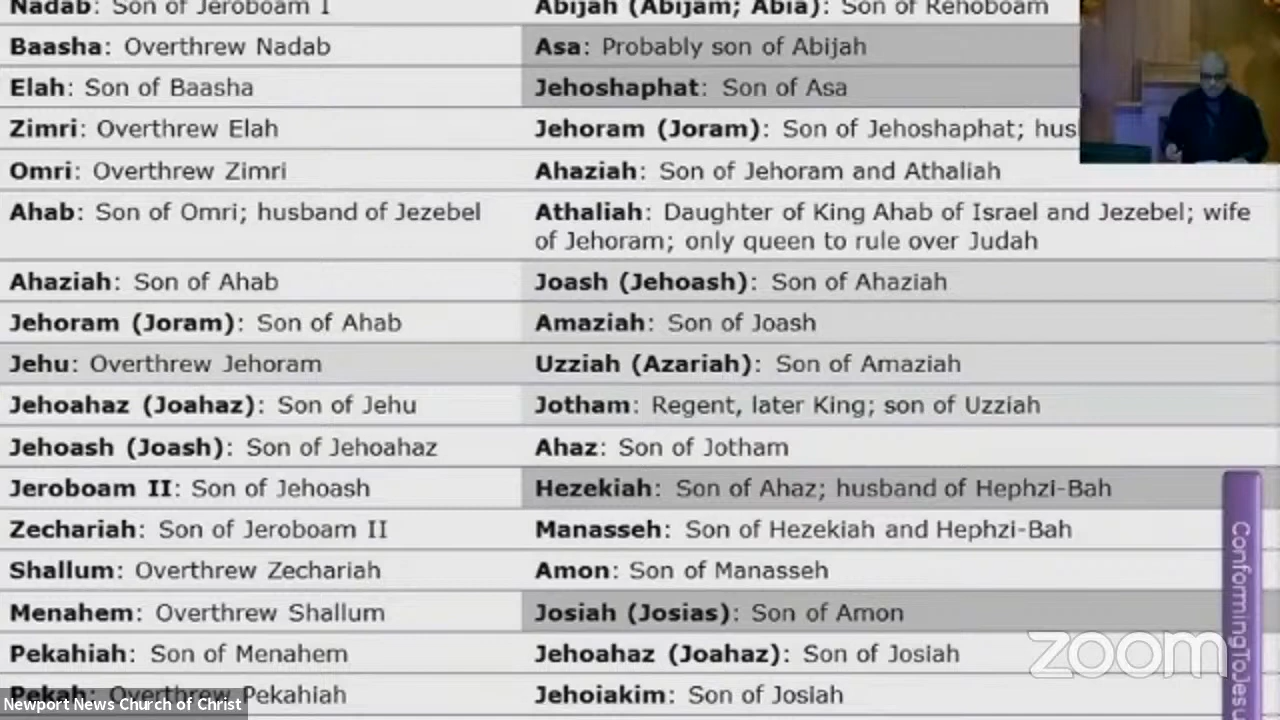 Nadab: Son of Jeroboam I
Abijah (Abijam; Abia): Son of Rehoboam
Baasha: Overthrew Nadab
Asa: Probably son of Abijah
Elah: Son of Baasha
Jehoshaphat: Son of Asa
Zimri: Overthrew Elah
Jehoram (Joram): Son of Jehoshaphat;
Omri: Overthrew Zimri
Ahaziah: Son of Jehoram and Athaliah
Ahab: Son of Omri; husband of Jezebel
Athaliah: Daughter of King Ahab of Israel and Jezebel; wife
of Jehoram; only queen to rule over Judah
Ahaziah: Son of Ahab
Joash (Jehoash): Son of Ahaziah
Jehoram (Joram): Son of Ahab
Amaziah: Son of Joash
Jehu: Overthrew Jehoram
Uzziah (Azariah): Son of Amaziah
Jehoahaz (Joahaz): Son of Jehu
Jotham: Regent, later King; son of Uzziah
Jehoash (Joash): Son of Jehoahaz
Ahaz: Son of Jotham
Jeroboam II: Son of Jehoash
Hezekiah: Son of Ahaz; husband of Hephzi-Bah
Zechariah: Son of Jeroboam II
Manasseh: Son of Hezekiah and Hephzi-Bah
Shallum: Overthrew Zechariah
Amon: Son of Manasseh
Menahem: Overthrew Shallum
Josiah (Josias): Son of Amon
Pekahiah: Son of Menahem
Jehoahaz (Joahaz): Son of Josiah
Pekah: Overthrew Pekahiah
Jehoiakim: Son of Josiah
ConformingToJesu
zoom
Newport News Church of Christ